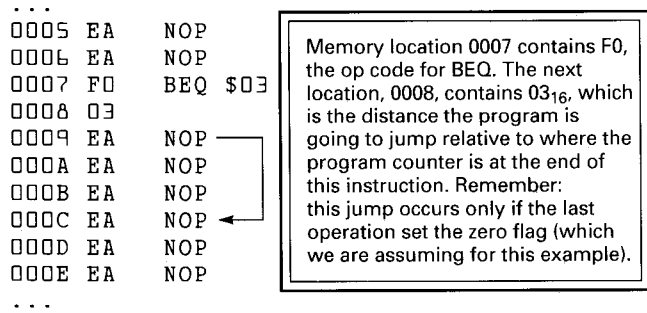 ...
0005 EA NOP
0006 EA NOP
0007 F0 BEQ $03
0008 03
0009 EA NOP
000A EA NOP
000B EA NOP
000C EA NOP
000D EA NOP
000E EA NOP
...
Memory location 0007 contains F0,
the op code for BEQ. The next
location, 0008, contains 03₁₆, which
is the distance the program is
going to jump relative to where the
program counter is at the end of
this instruction. Remember:
this jump occurs only if the last
operation set the zero flag (which
we are assuming for this example).